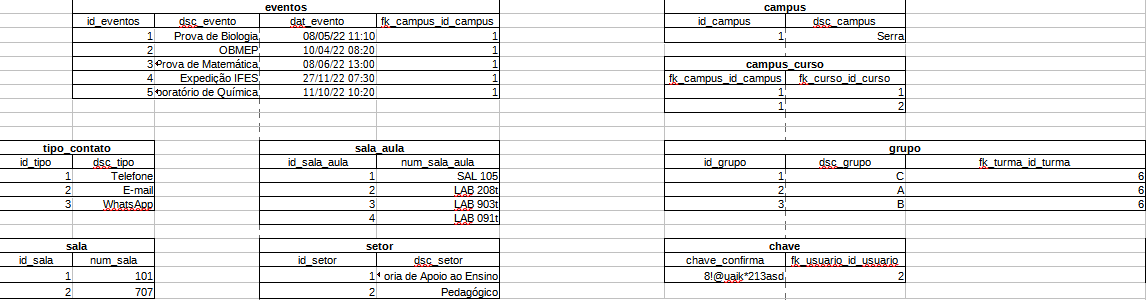 eventos
id_eventos dsc_evento dat_evento fk_campus_id_campus
1 Prova de Biologia 08/05/22 11:10 1
2 OBMEP 10/04/22 08:20 1
3 Prova de Matemática 08/06/22 13:00 1
4 Expedição IFES 27/11/22 07:30 1
5 de Química 11/10/22 10:20 1
campus
id_campus dsc_campus
1 Serra
campus_curso
fk_campus_id_campus fk_curso_id_curso
1 1
1 2
tipo_contato
id_tipo dsc_tipo
1 Telefone
2 E-mail
3 WhatsApp
sala_aula
id_sala_aula num_sala_aula
1 SAL 105
2 LAB 208t
3 LAB 903t
4 LAB 091t
grupo
id_grupo dsc_grupo fk_turma_id_turma
1 C 6
2 A 6
3 B 6
sala
id_sala num_sala
1 101
2 707
setor
id_setor dsc_setor
1 oria de Apoio ao Ensino
2 Pedagógico
chave
chave_confirma fk_usuario_id_usuario
8!@uaik*213asd 2